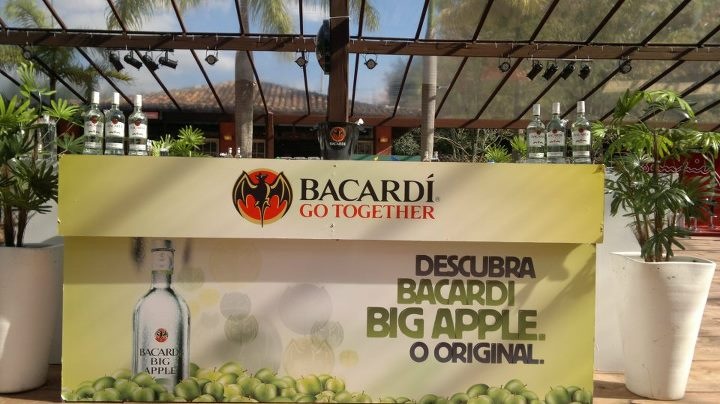 BACARDÍ®
GO TOGETHER
DESCUBRA
BACARDI
BIG APPLE.
O ORIGINAL.
BACARDI
BIG
APPLE